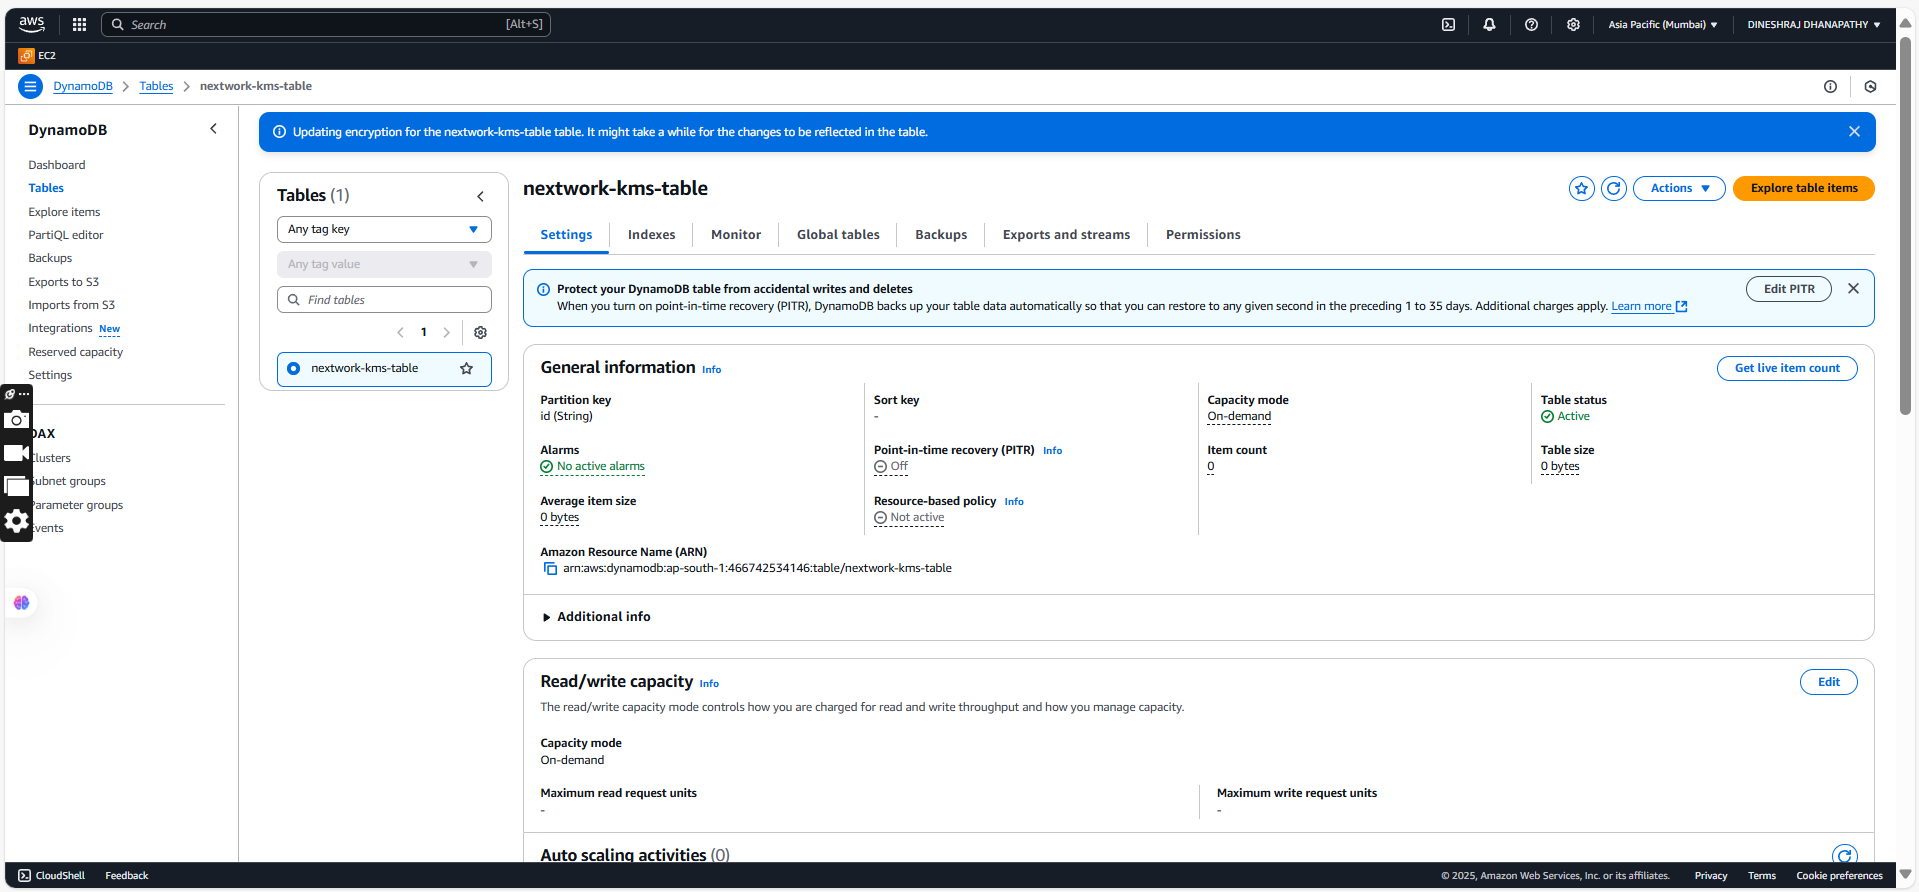 aws
Search
[Alt+S]
Asia Pacific (Mumbai)
DINESHRAJ DHANAPATHY
EC2
DynamoDB
Tables
nextwork-kms-table
DynamoDB
Dashboard
Tables
Explore items
PartiQL editor
Backups
Exports to S3
Imports from S3
Integrations New
Reserved capacity
Settings
DAX
Clusters
Subnet groups
Parameter groups
Events
Updating encryption for the nextwork-kms-table table. It might take a while for the changes to be reflected in the table.
Tables (1)
Any tag key
Any tag value
Find tables
1
nextwork-kms-table
nextwork-kms-table
Actions
Explore table items
Settings
Indexes
Monitor
Global tables
Backups
Exports and streams
Permissions
Protect your DynamoDB table from accidental writes and deletes
When you turn on point-in-time recovery (PITR), DynamoDB backs up your table data automatically so that you can restore to any given second in the preceding 1 to 35 days. Additional charges apply. Learn more
Edit PITR
General information Info
Get live item count
Partition key
id (String)
Sort key
-
Capacity mode
On-demand
Table status
Active
Alarms
No active alarms
Point-in-time recovery (PITR) Info
Off
Item count
0
Table size
0 bytes
Average item size
0 bytes
Resource-based policy Info
Not active
Amazon Resource Name (ARN)
arn:aws:dynamodb:ap-south-1:466742534146:table/nextwork-kms-table
Additional info
Read/write capacity Info
Edit
The read/write capacity mode controls how you are charged for read and write throughput and how you manage capacity.
Capacity mode
On-demand
Maximum read request units
-
Maximum write request units
-
Auto scaling activities (0)
CloudShell
Feedback
© 2025, Amazon Web Services, Inc. or its affiliates.
Privacy
Terms
Cookie preferences